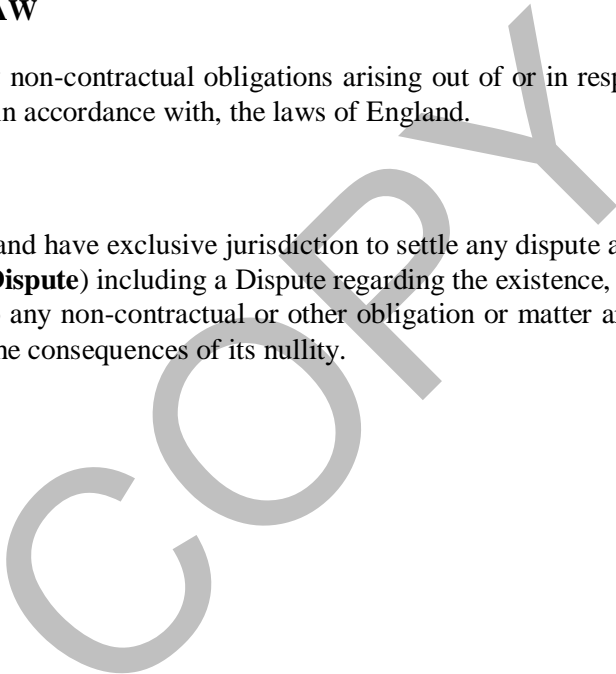 AW
non-contractual obligations arising out of or in resp
in accordance with, the laws of England.
and have exclusive jurisdiction to settle any dispute a
Dispute) including a Dispute regarding the existence,
any non-contractual or other obligation or matter a
he consequences of its nullity.
COPY